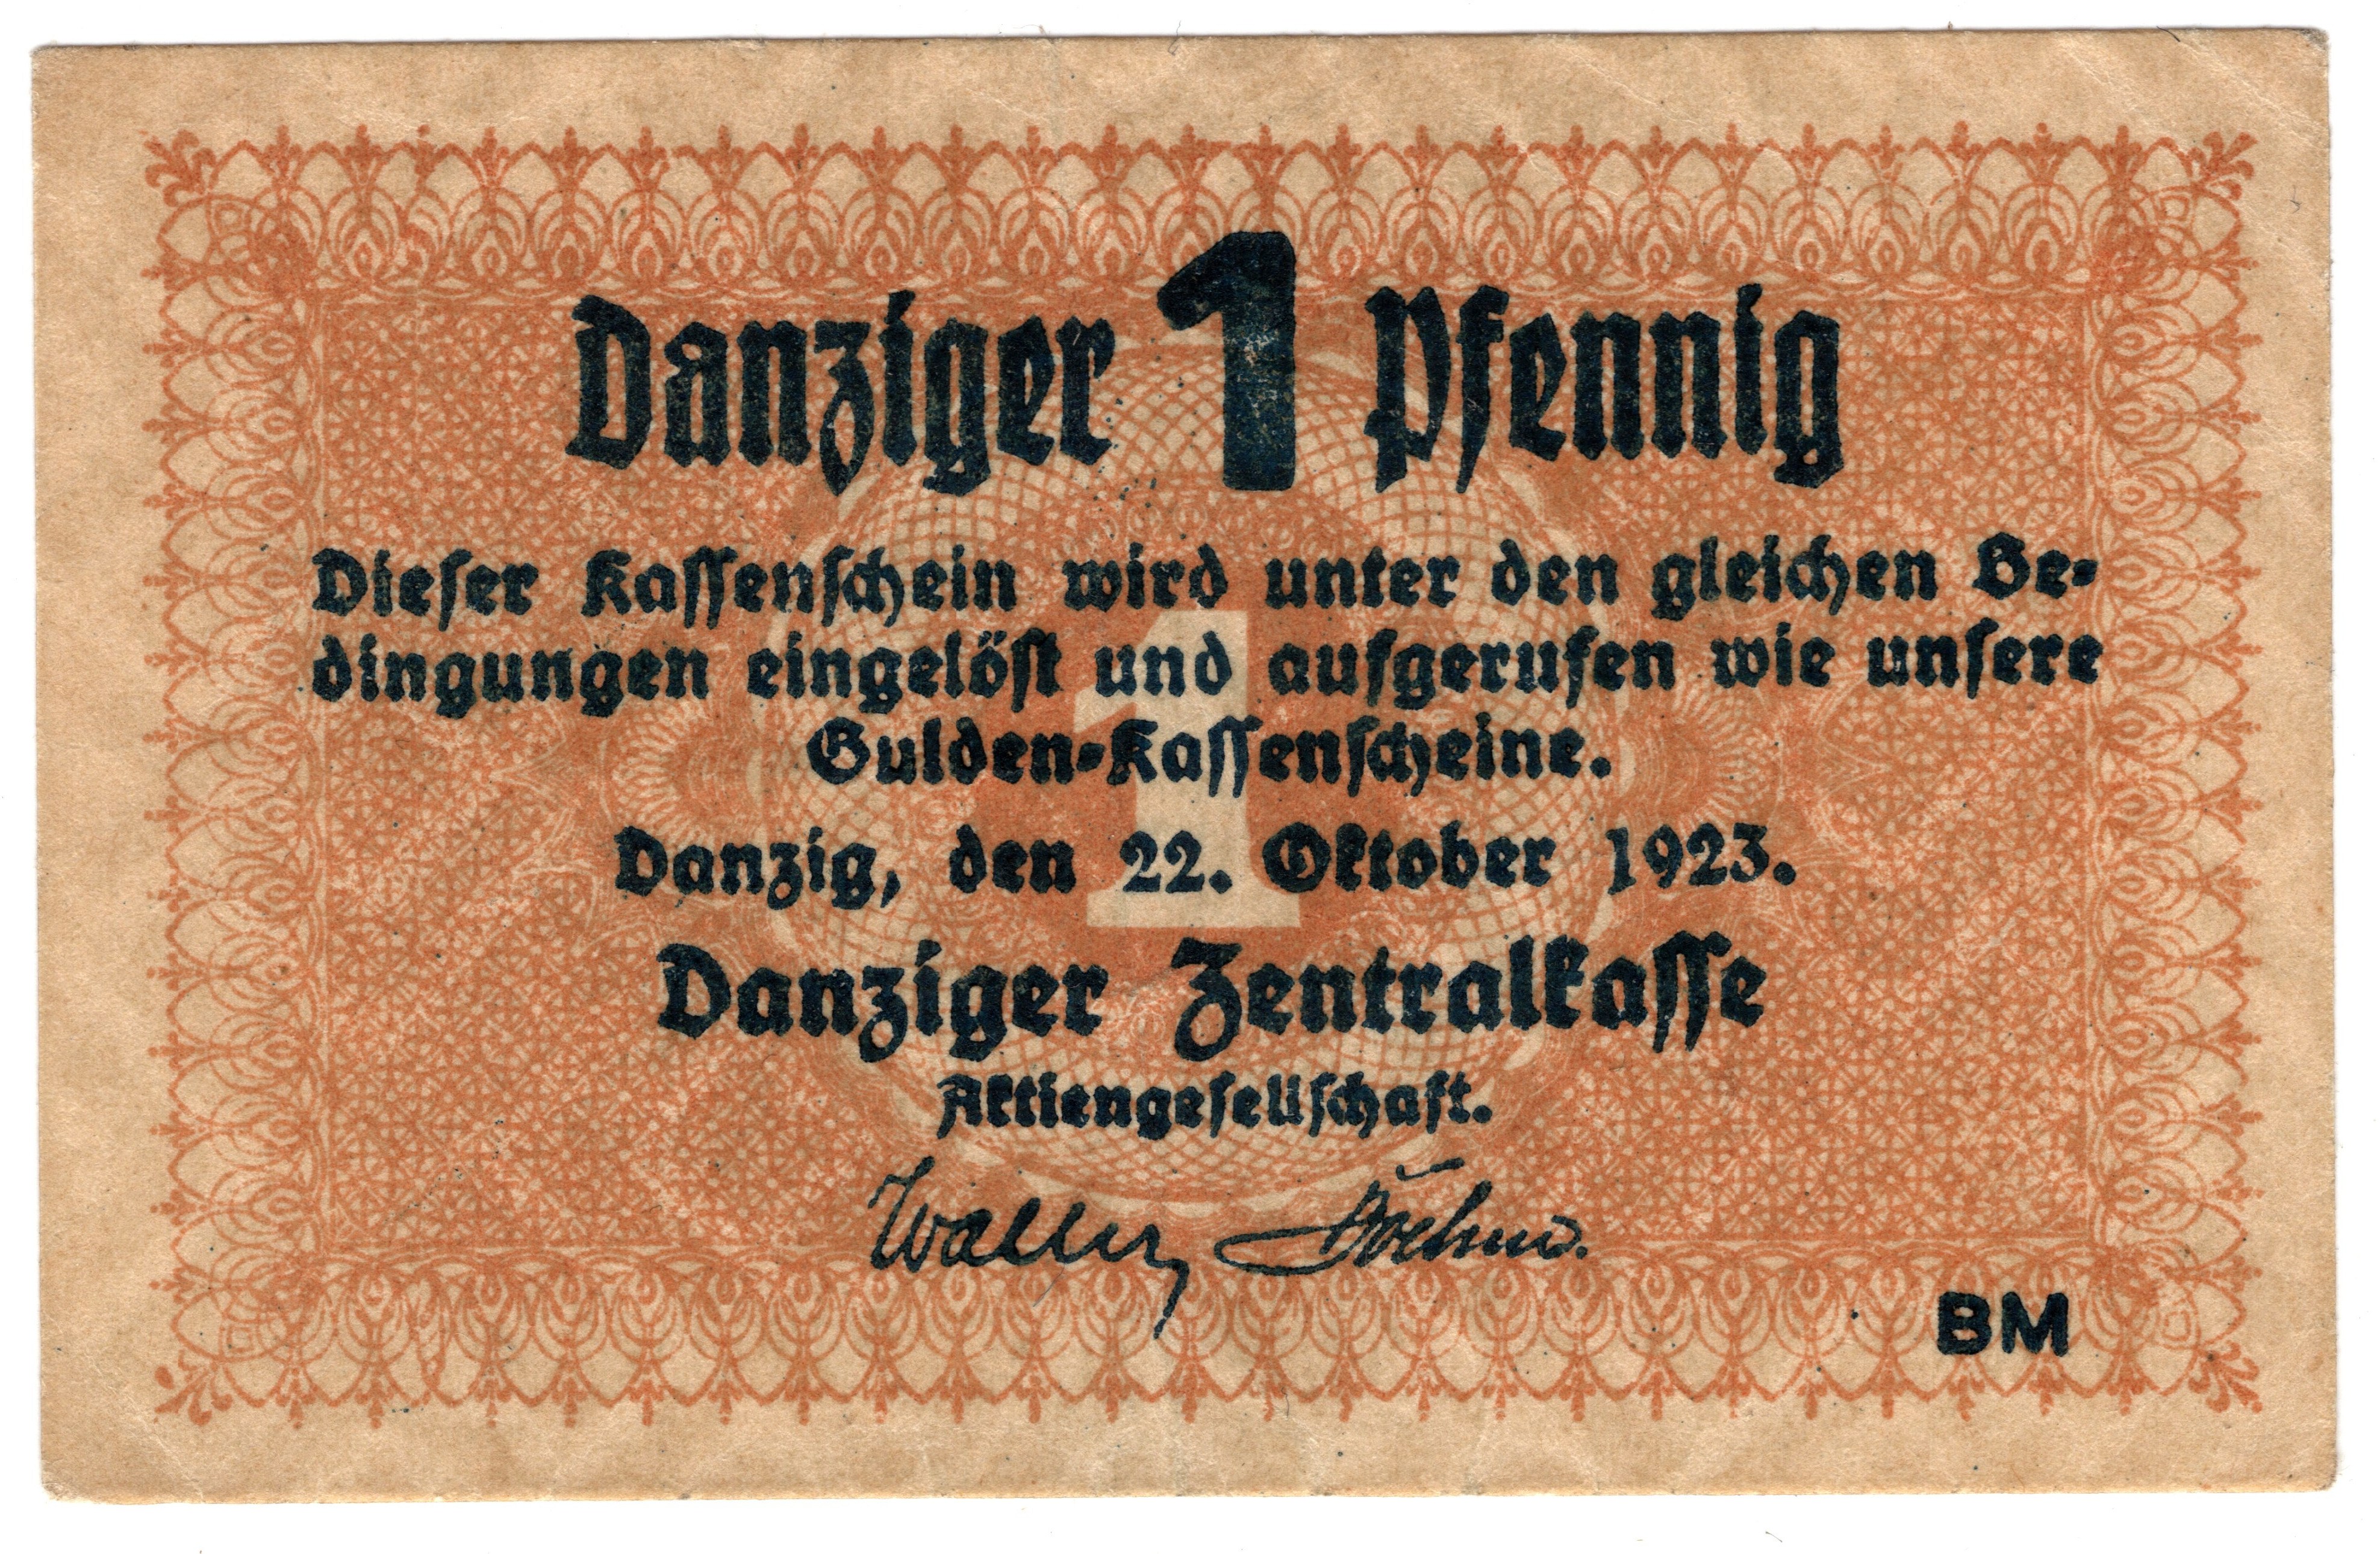 Danziger 1 Pfennig
Dieser Kassenschein wird unter den gleichen Be-
dingungen eingelöst und aufgerufen wie unsere
Gulden-Kassenscheine.
1
Danzig, den 22. Oktober 1923.
Danziger Zentralkasse
Aktiengesellschaft.
BM